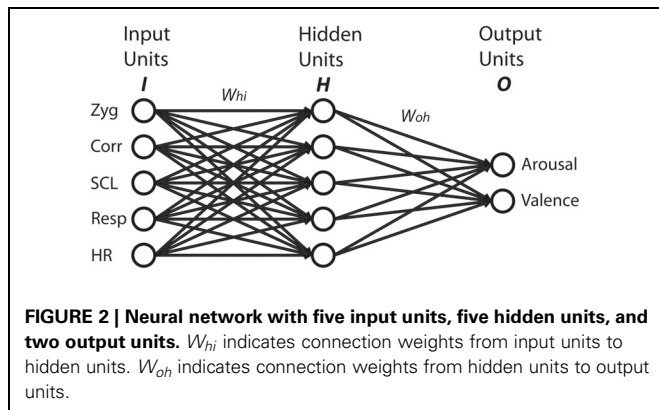 Input Units I
Hidden Units H
Output Units O
Whi
Woh
Zyg
Corr
SCL
Resp
HR
Arousal
Valence
FIGURE 2 | Neural network with five input units, five hidden units, and
two output units. Whi indicates connection weights from input units to
hidden units. Woh indicates connection weights from hidden units to output
units.